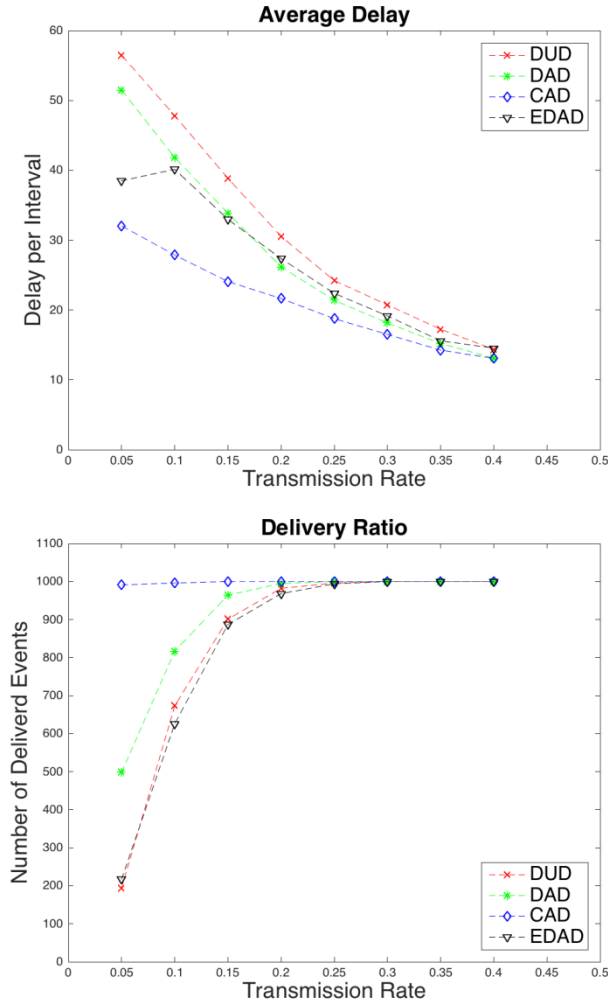 Average Delay
60
50
40
30
20
10
0
Delay per Interval
DUD
DAD
CAD
EDAD
0 0.05 0.1 0.15 0.2 0.25 0.3 0.35 0.4 0.45 0.5
Transmission Rate
Delivery Ratio
1100
1000
900
800
700
600
500
400
300
200
100
0
Number of Deliverd Events
DUD
DAD
CAD
EDAD
0 0.05 0.1 0.15 0.2 0.25 0.3 0.35 0.4 0.45 0.5
Transmission Rate